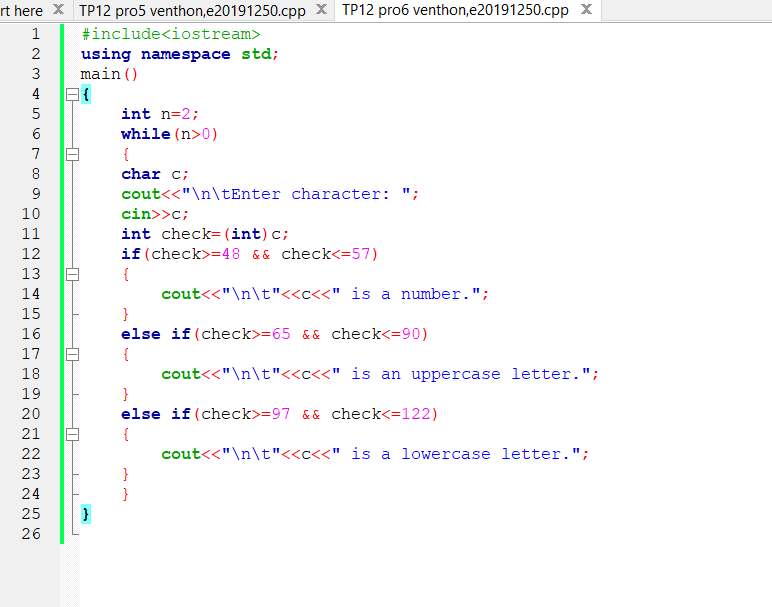 rt here TP12 pro5 venthon,e20191250.cpp TP12 pro6 venthon,e20191250.cpp
1 #include<iostream>
2 using namespace std;
3 main()
4 {
5 int n=2;
6 while(n>0)
7 {
8 char c;
9 cout<<"\n\tEnter character: ";
10 cin>>c;
11 int check=(int)c;
12 if(check>=48 && check<=57)
13 {
14 cout<<"\n\t"<<c<<" is a number.";
15 }
16 else if(check>=65 && check<=90)
17 {
18 cout<<"\n\t"<<c<<" is an uppercase letter.";
19 }
20 else if(check>=97 && check<=122)
21 {
22 cout<<"\n\t"<<c<<" is a lowercase letter.";
23 }
24 }
25 }
26